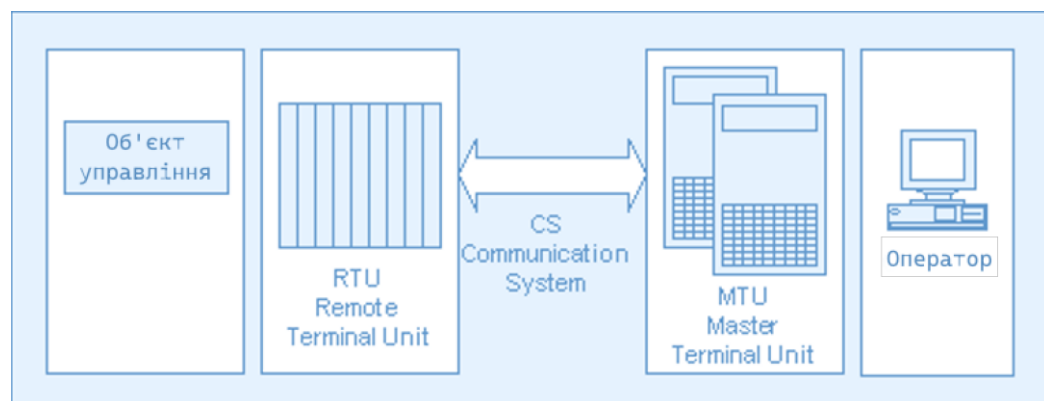 Об'єкт
управління
RTU
Remote
Terminal Unit
CS
Communication
System
MTU
Master
Terminal Unit
Оператор